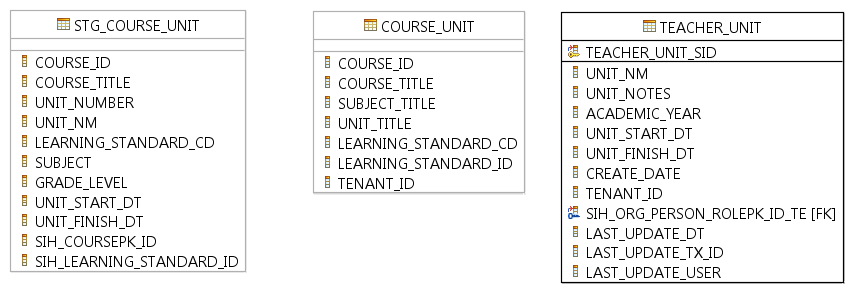 STG_COURSE_UNIT
COURSE_ID
COURSE_TITLE
UNIT_NUMBER
UNIT_NM
LEARNING_STANDARD_CD
SUBJECT
GRADE_LEVEL
UNIT_START_DT
UNIT_FINISH_DT
SIH_COURSEPK_ID
SIH_LEARNING_STANDARD_ID
COURSE_UNIT
COURSE_ID
COURSE_TITLE
SUBJECT_TITLE
UNIT_TITLE
LEARNING_STANDARD_CD
LEARNING_STANDARD_ID
TENANT_ID
TEACHER_UNIT
TEACHER_UNIT_SID
UNIT_NM
UNIT_NOTES
ACADEMIC_YEAR
UNIT_START_DT
UNIT_FINISH_DT
CREATE_DATE
TENANT_ID
SIH_ORG_PERSON_ROLEPK_ID_TE [FK]
LAST_UPDATE_DT
LAST_UPDATE_TX_ID
LAST_UPDATE_USER